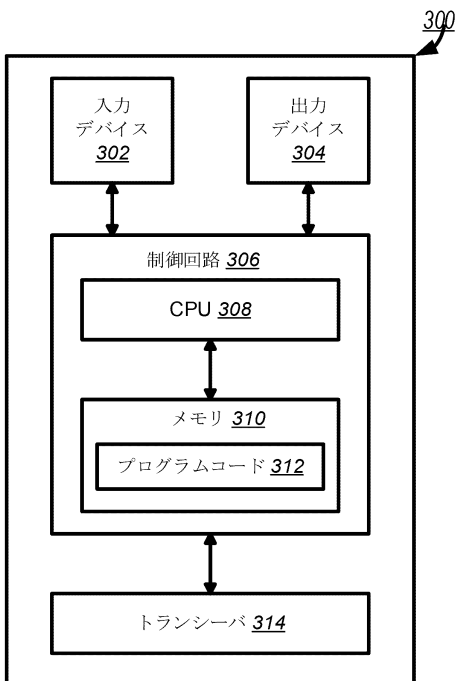 300
入力
デバイス
302
出力
デバイス
304
制御回路 306
CPU 308
メモリ 310
プログラムコード 312
トランシーバ 314